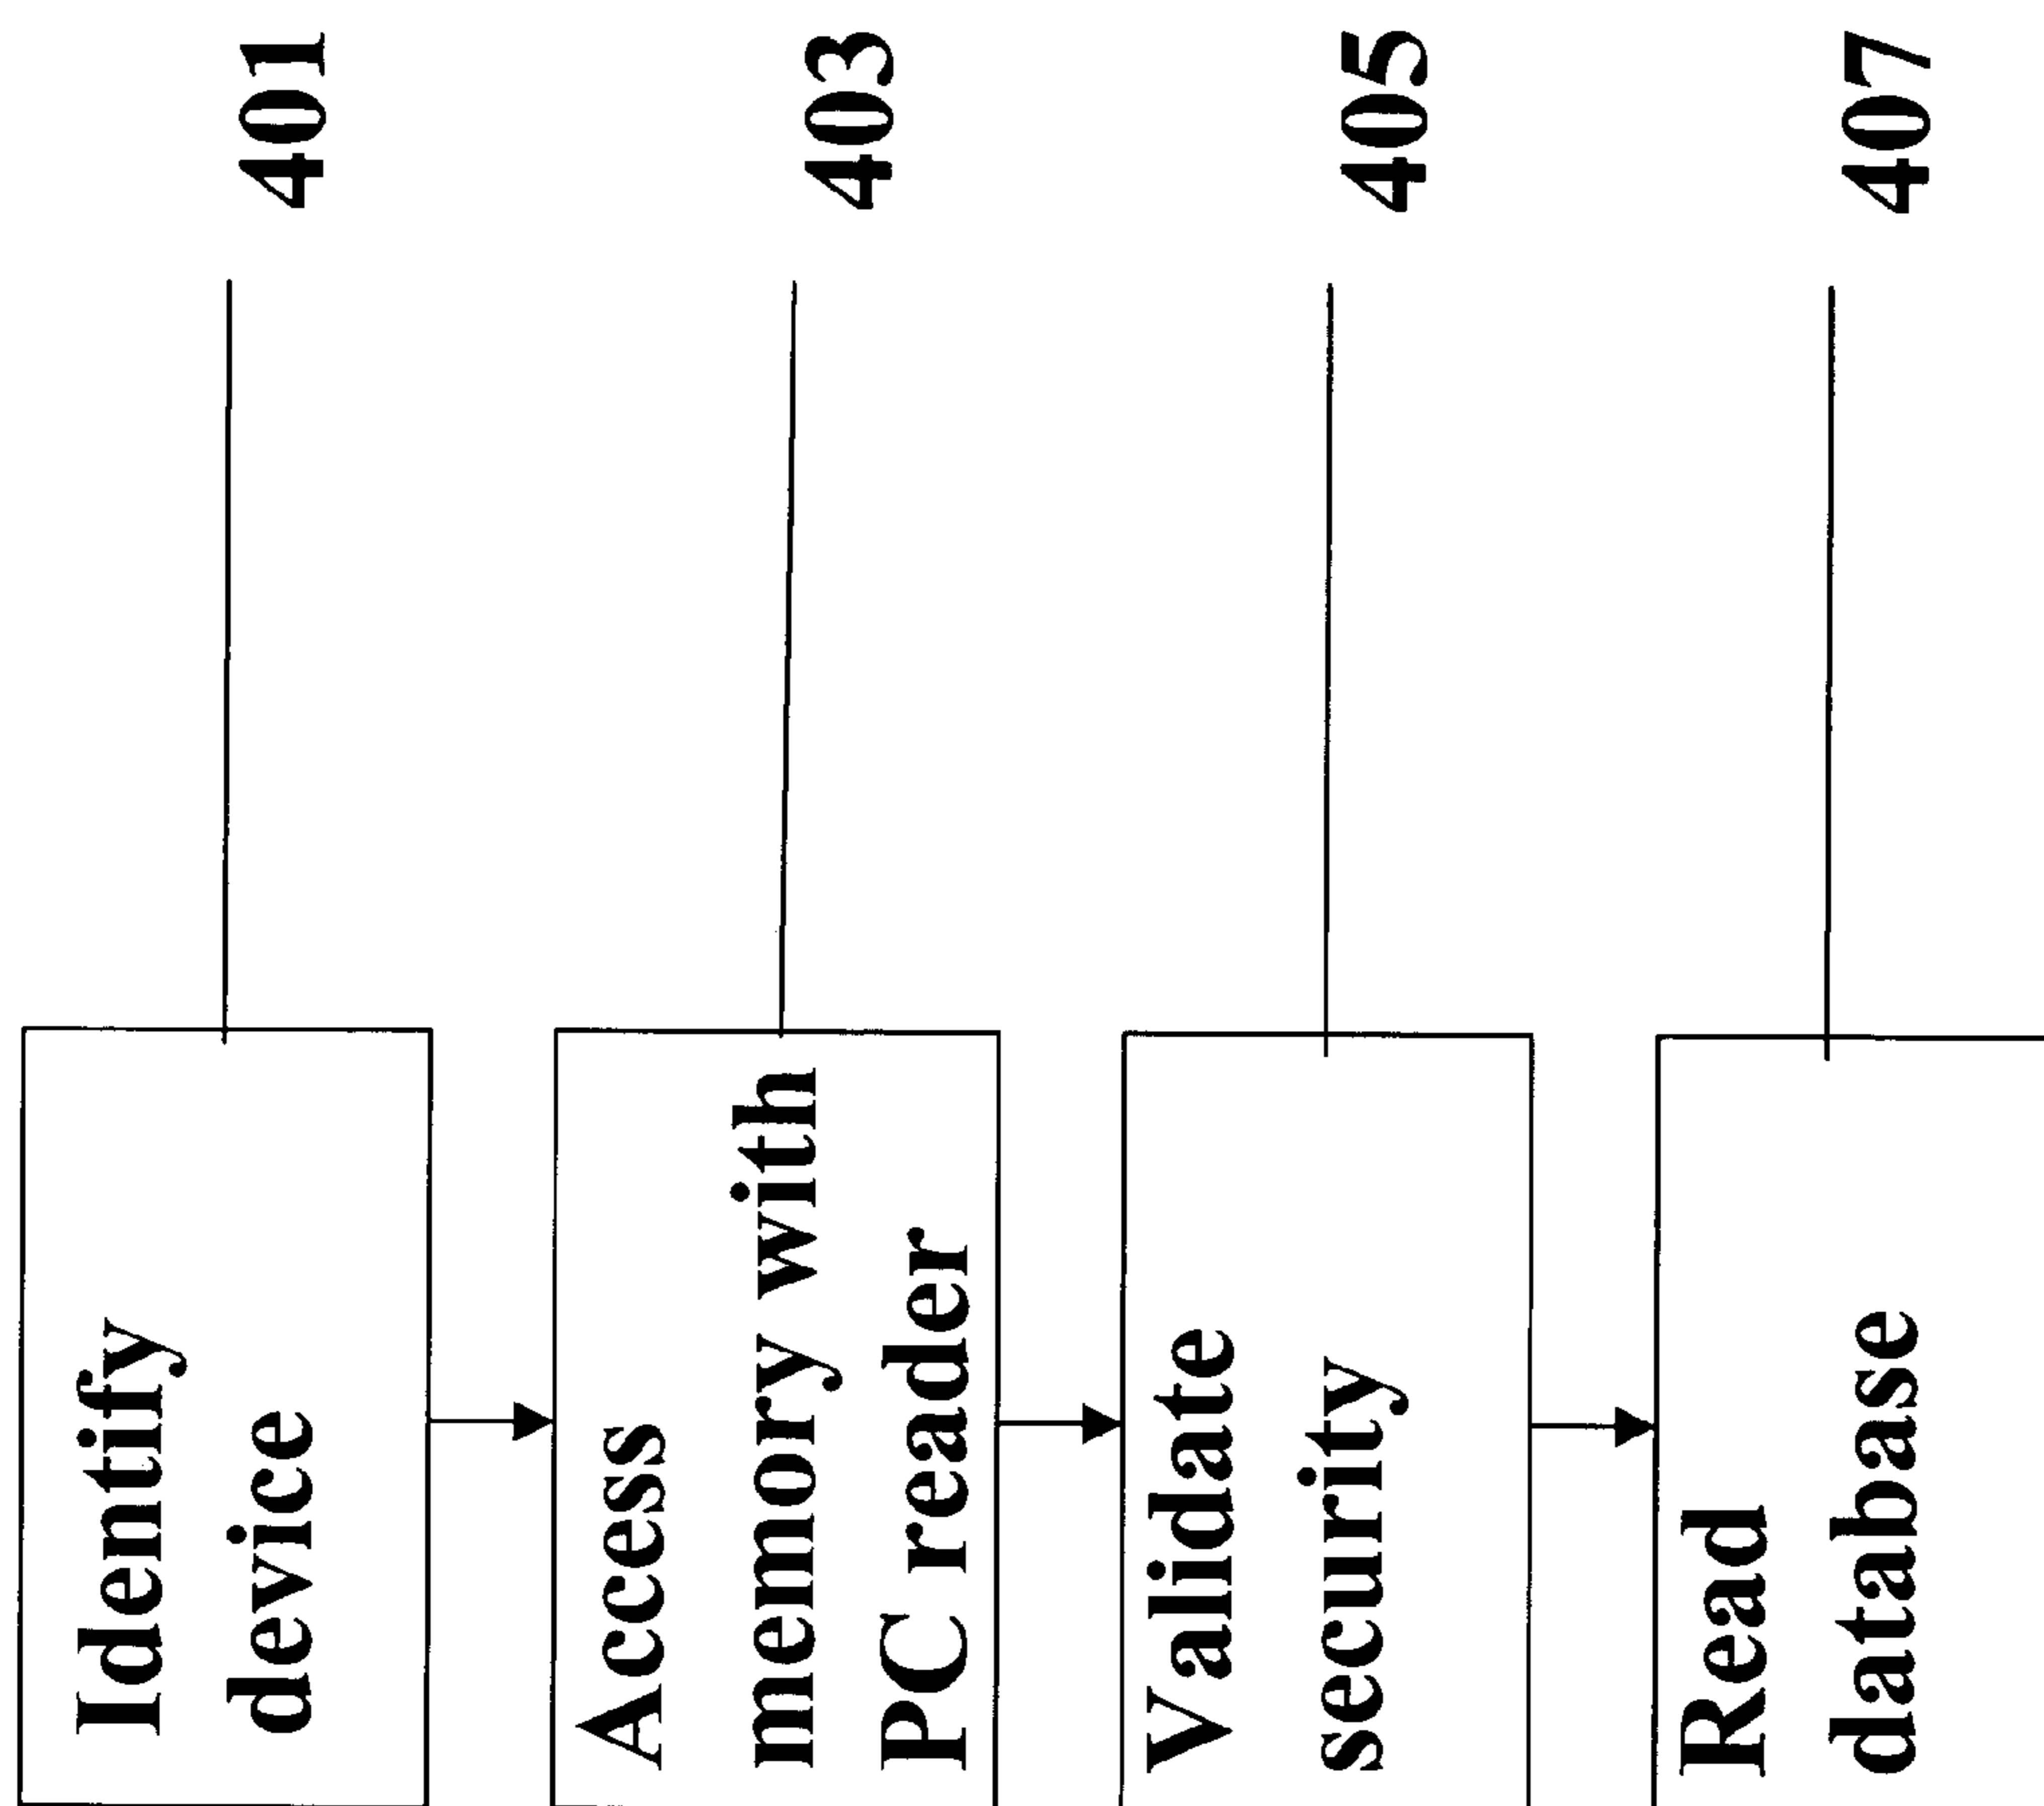 Identify
device
401
Access
memory with
PC reader
403
Validate
security
405
Read
database
407